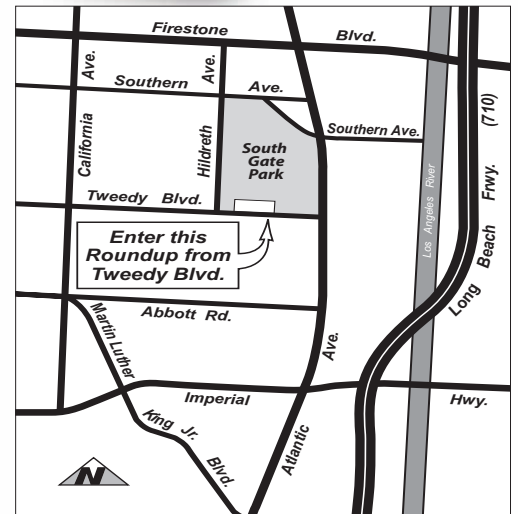 Firestone Blvd.
Ave.
Ave.
Southern Ave.
(710)
California
Hildreth
South
Gate
Park
Southern Ave.
Los Angeles River
Tweedy Blvd.
Enter this
Roundup from
Tweedy Blvd.
Long Beach Frwy.
Abbott Rd.
Martin Luther
King Jr.
Blvd.
Ave.
Imperial Hwy.
Atlantic
N